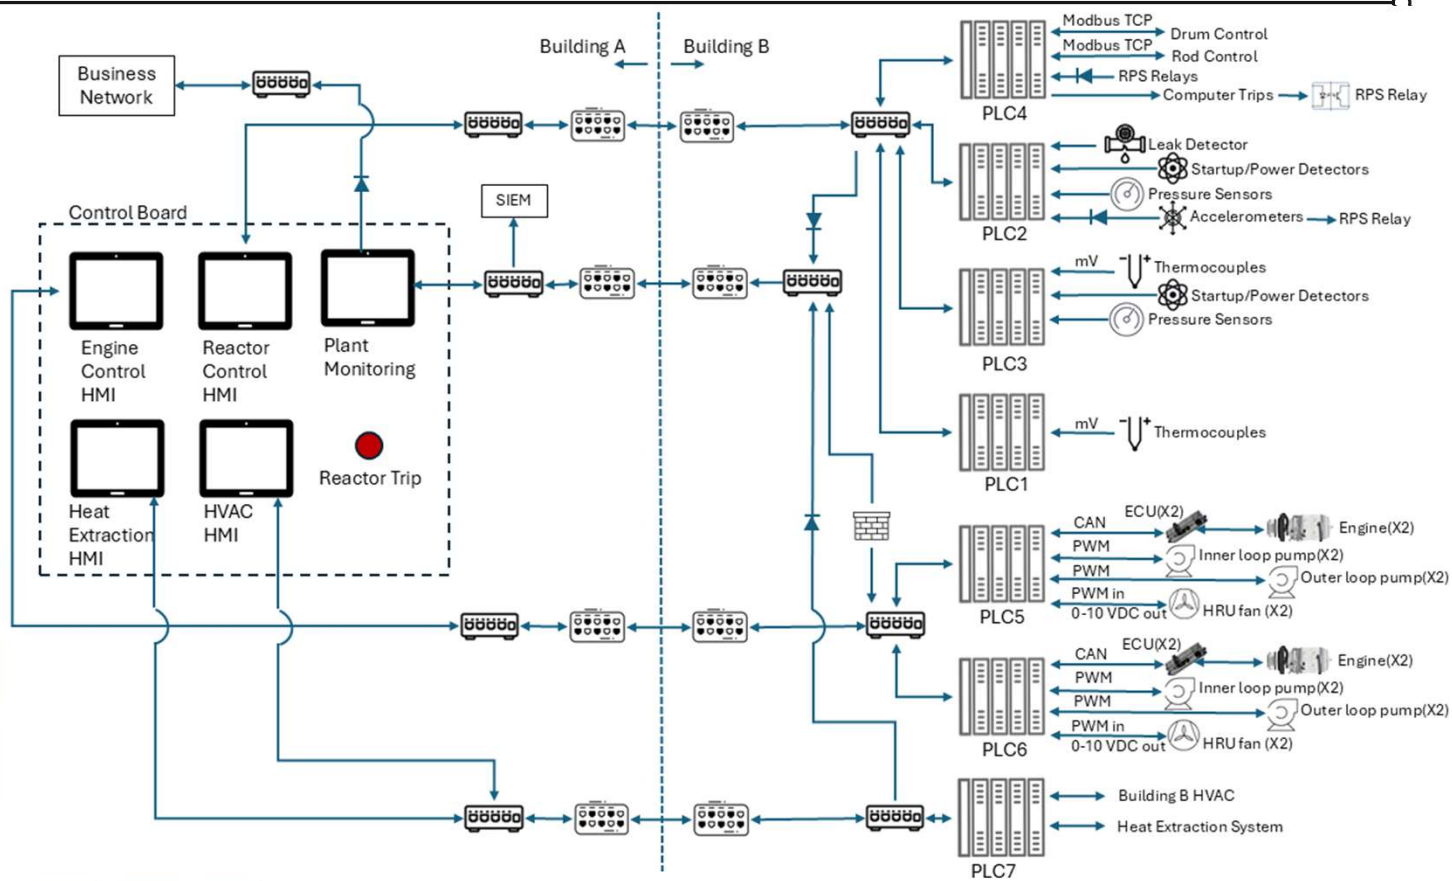 Building A
Building B
Business
Network
SIEM
Control Board
Engine
Control
HMI
Reactor
Control
HMI
Plant
Monitoring
Heat
Extraction
HMI
HVAC
HMI
Reactor Trip
Modbus TCP
Drum Control
Modbus TCP
Rod Control
RPS Relays
Computer Trips
RPS Relay
PLC4
Leak Detector
Startup/Power Detectors
Pressure Sensors
Accelerometers
RPS Relay
PLC2
mV
Thermocouples
Startup/Power Detectors
Pressure Sensors
PLC3
mV
Thermocouples
PLC1
ECU(X2)
CAN
Engine(X2)
PWM
Inner loop pump(X2)
PWM
Outer loop pump(X2)
PWM in
0-10 VDC out
HRU fan (X2)
PLC5
ECU(X2)
CAN
Engine(X2)
PWM
Inner loop pump(X2)
PWM
Outer loop pump(X2)
PWM in
0-10 VDC out
HRU fan (X2)
PLC6
Building B HVAC
Heat Extraction System
PLC7